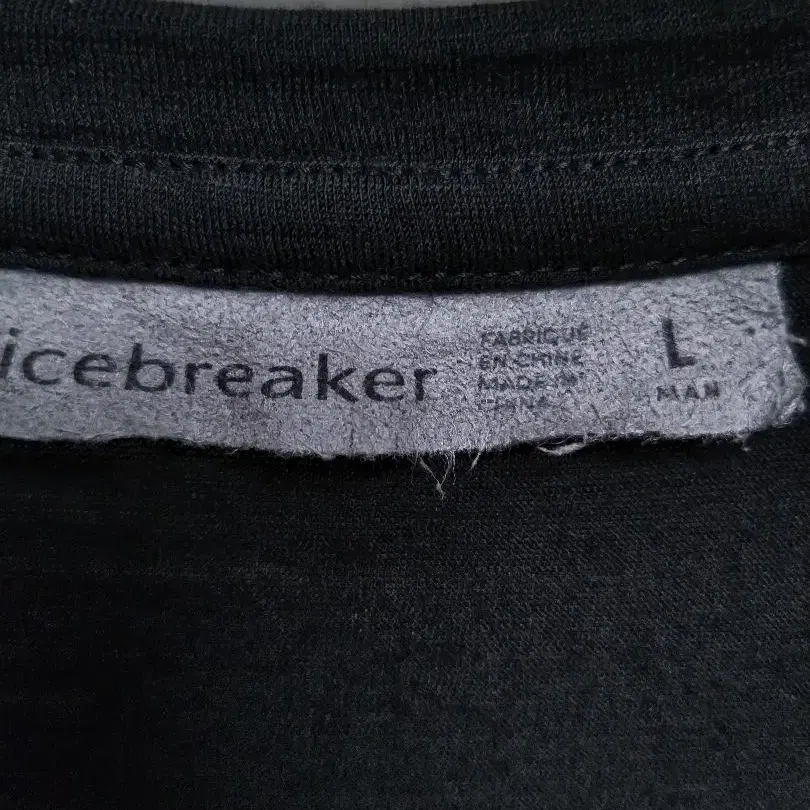 icebreaker
FABRIQUÉ
EN CHINE
MADE IN
CHINA
L
MAN